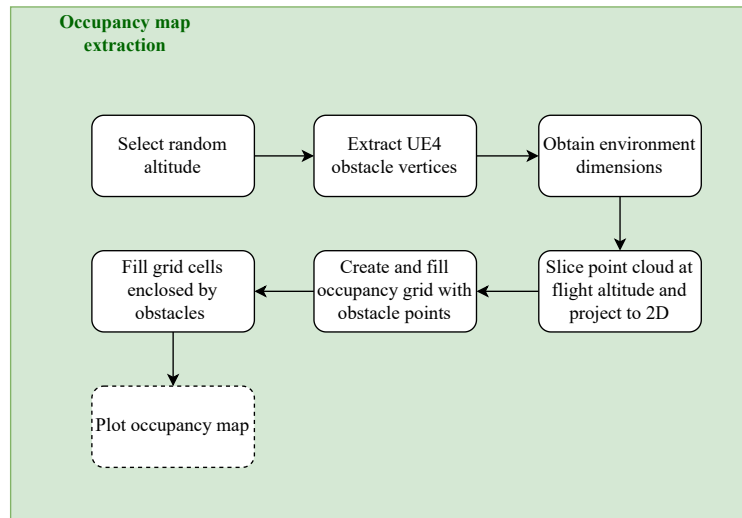 Occupancy map
extraction
Select random
altitude
Extract UE4
obstacle vertices
Obtain environment
dimensions
Slice point cloud at
flight altitude and
project to 2D
Create and fill
occupancy grid with
obstacle points
Fill grid cells
enclosed by
obstacles
Plot occupancy map